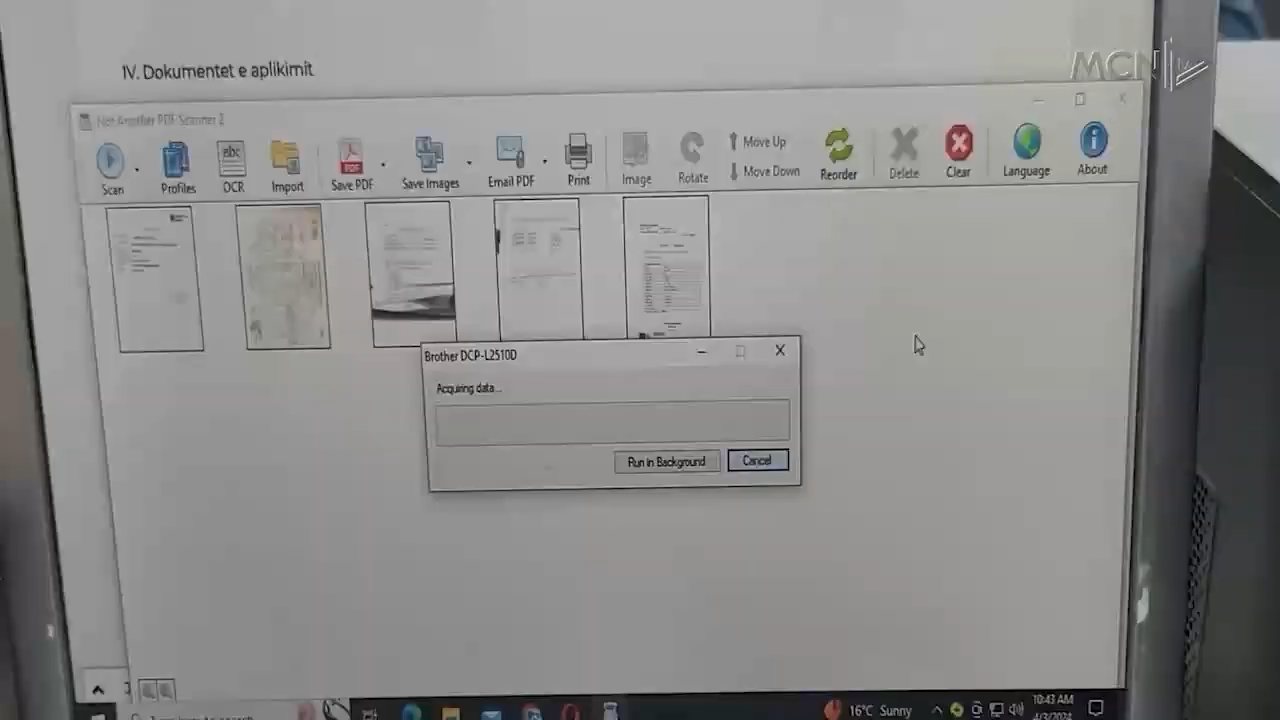 MCN
IV. Dokumentet e aplikimit
Not Another PDF Scanner 2
Scan
Profiles
OCR
Import
Save PDF
Save Images
Email PDF
Print
Image
Rotate
Move Up
Move Down
Reorder
Delete
Clear
Language
About
Brother DCP-L2510D
Acquiring data...
Run in Background
Cancel
16°C Sunny
10:43 AM
4/3/2024